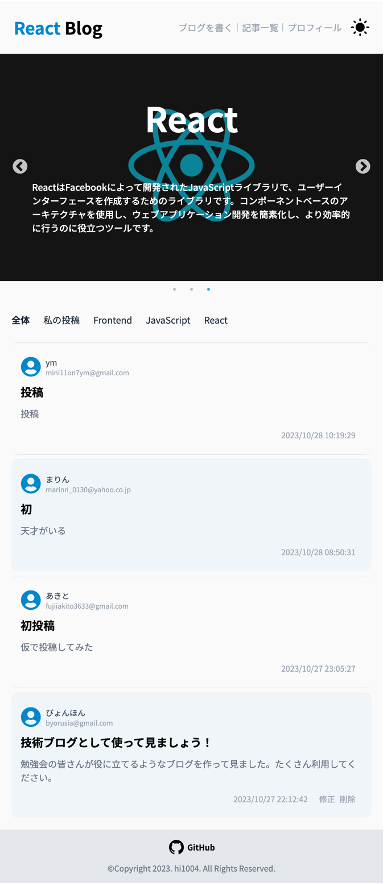 React Blog
ブログを書く | 記事一覧 | プロフィール
React
ReactはFacebookによって開発されたJavaScriptライブラリで、ユーザーイ
ンターフェースを作成するためのライブラリです。コンポーネントベースのア
ーキテクチャを使用し、ウェブアプリケーション開発を簡素化し、より効率的
に行うのに役立つツールです。
全体 私の投稿 Frontend JavaScript React
ym
mini11on7ym@gmail.com
投稿
投稿
2023/10/28 10:19:29
まりん
marinn_0130@yahoo.co.jp
初
天才がいる
2023/10/28 08:50:31
あきと
fujiiakito3633@gmail.com
初投稿
仮で投稿してみた
2023/10/27 23:05:27
びょんほん
byorusia@gmail.com
技術ブログとして使って見ましょう！
勉強会の皆さんが役に立てるようなブログを作って見ました。たくさん利用してく
ださい。
2023/10/27 22:12:42 修正 削除
GitHub
©Copyright 2023. hi1004. All Rights Reserved.